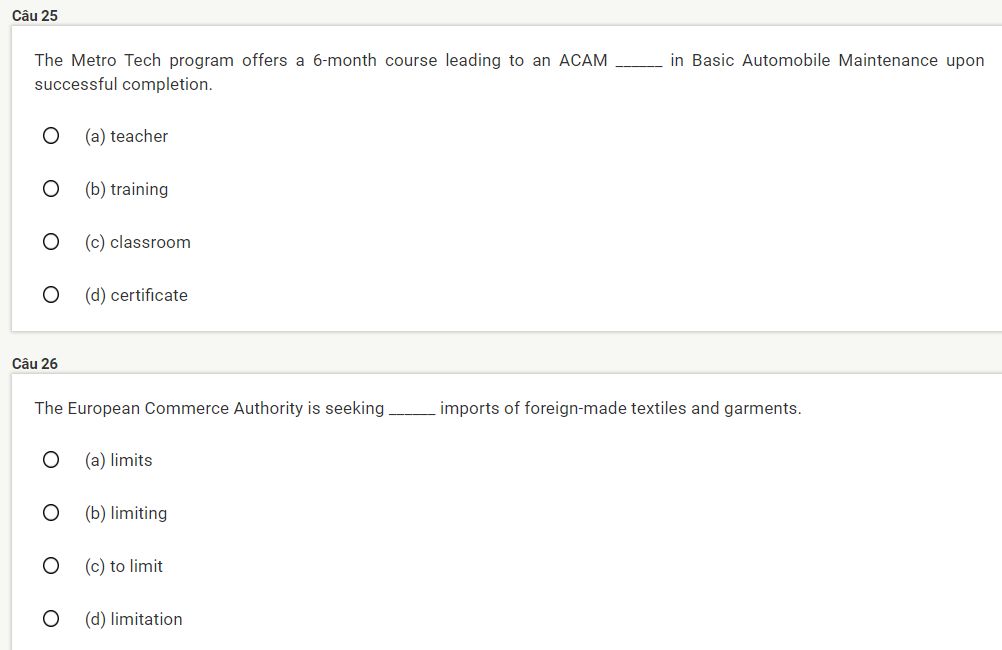 Câu 25
The Metro Tech program offers a 6-month course leading to an ACAM ______ in Basic Automobile Maintenance upon
successful completion.
(a) teacher
(b) training
(c) classroom
(d) certificate
Câu 26
The European Commerce Authority is seeking ______ imports of foreign-made textiles and garments.
(a) limits
(b) limiting
(c) to limit
(d) limitation